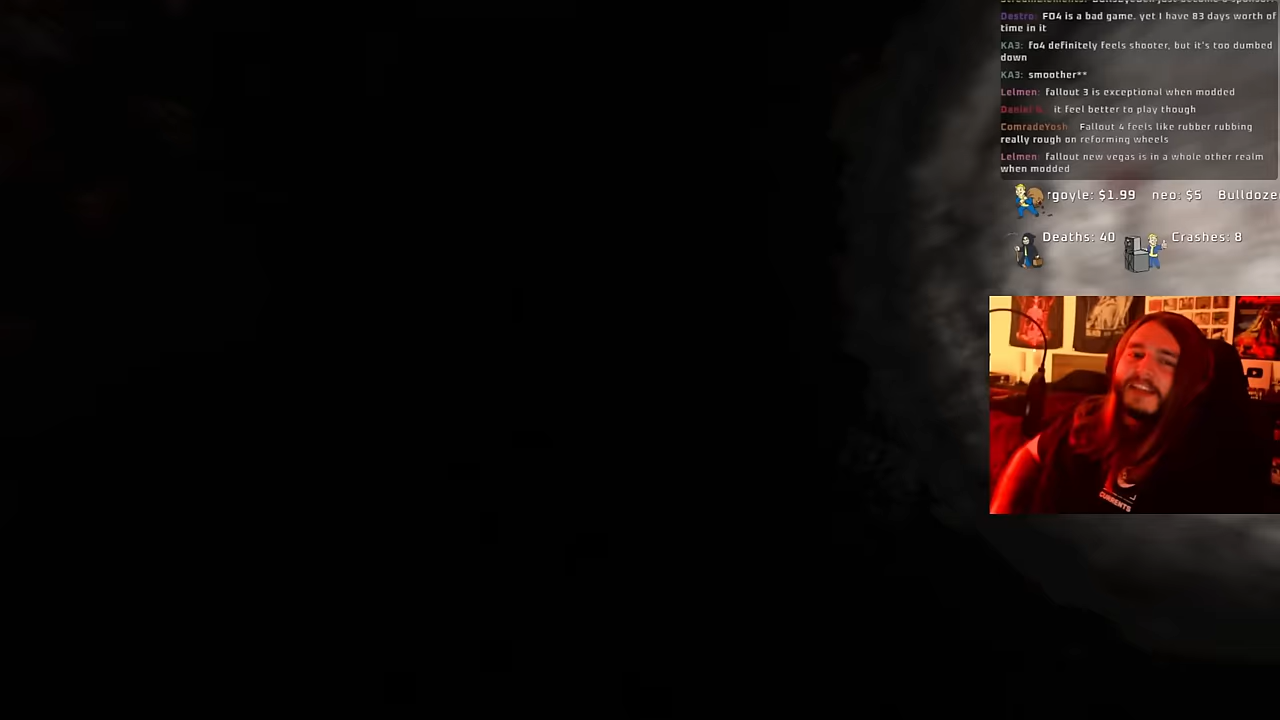 Destro: FO4 is a bad game. yet I have 83 days worth of
time in it
KA3: fo4 definitely feels shooter, but it's too dumbed
down
KA3: smoother**
Lelmen: fallout 3 is exceptional when modded
Daniel it feel better to play though
ComradeYosh Fallout 4 feels like rubber rubbing
really rough on reforming wheels
Lelmen: fallout new vegas is in a whole other realm
when modded
rgoyle: $1.99 neo: $5 Bulldoze
Deaths: 40 Crashes: 8
CURRENTS